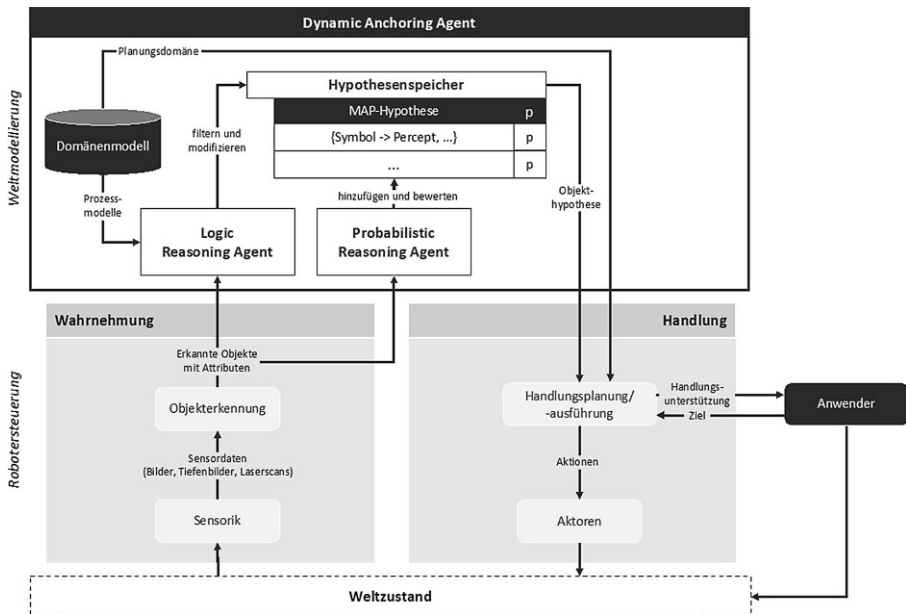 Dynamic Anchoring Agent
Planungsdomäne
Weltmodellierung
Domänenmodell
Hypothesenspeicher
MAP-Hypothese p
{Symbol -> Percept, ...} p
... p
filtern und
modifizieren
Prozess-
modelle
hinzufügen und bewerten
Objekt-
hypothese
Logic
Reasoning Agent
Probabilistic
Reasoning Agent
Robotersteuerung
Wahrnehmung
Erkannte Objekte
mit Attributen
Objekterkennung
Sensordaten
(Bilder, Tiefenbilder, Laserscans)
Sensorik
Handlung
Handlungsplanung/
-ausführung
Handlungs-
unterstützung
Ziel
Anwender
Aktionen
Aktoren
Weltzustand